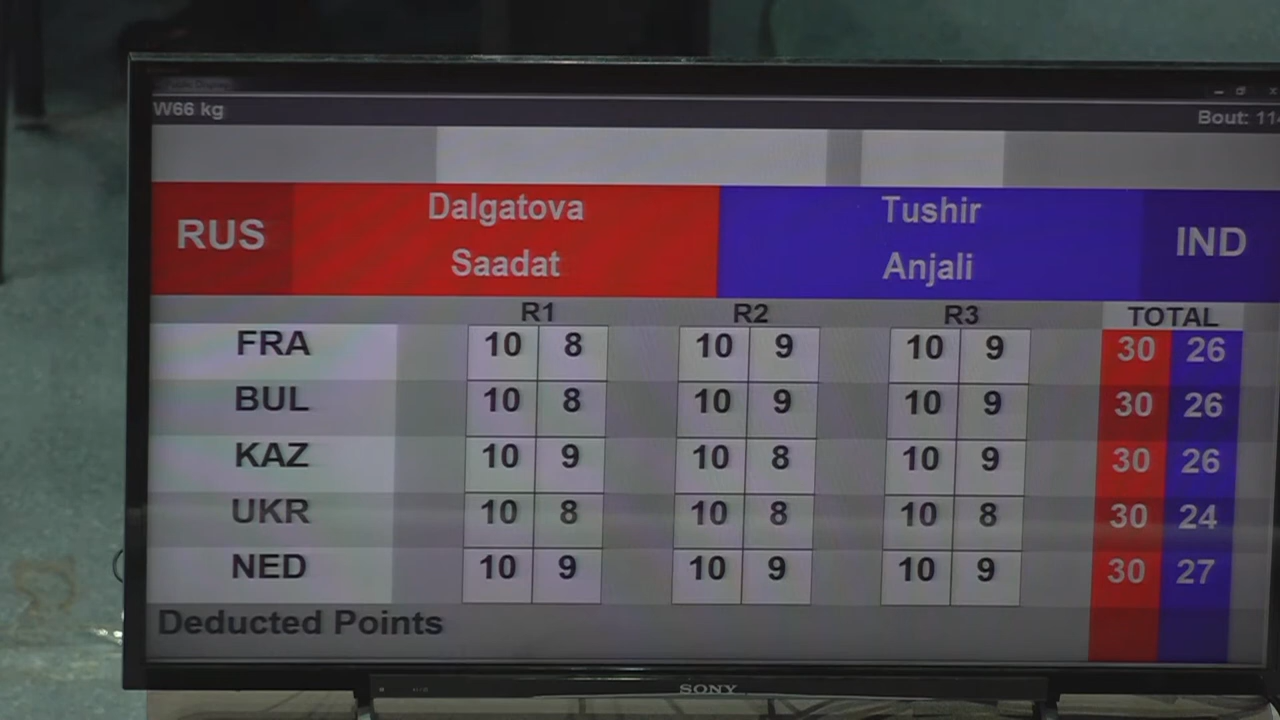 Public Display
W66 kg
Bout: 114
RUS Dalgatova Saadat Tushir Anjali IND
R1 R2 R3 TOTAL
FRA 10 8 10 9 10 9 30 26
BUL 10 8 10 9 10 9 30 26
KAZ 10 9 10 8 10 9 30 26
UKR 10 8 10 8 10 8 30 24
NED 10 9 10 9 10 9 30 27
Deducted Points
SONY